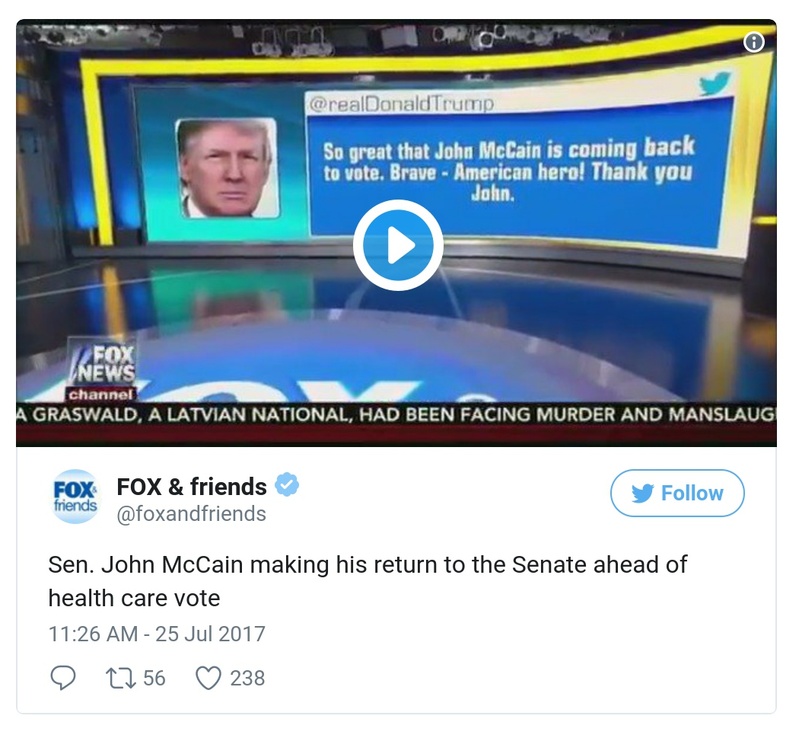 @realDonaldTrump
So great that John McCain is coming back
to vote. Brave - American hero! Thank you
John.
FOX
NEWS
channel
A GRASWALD, A LATVIAN NATIONAL, HAD BEEN FACING MURDER AND MANSLAUG
FOX&
friends
FOX & friends
@foxandfriends
Follow
Sen. John McCain making his return to the Senate ahead of
health care vote
11:26 AM - 25 Jul 2017
56 238